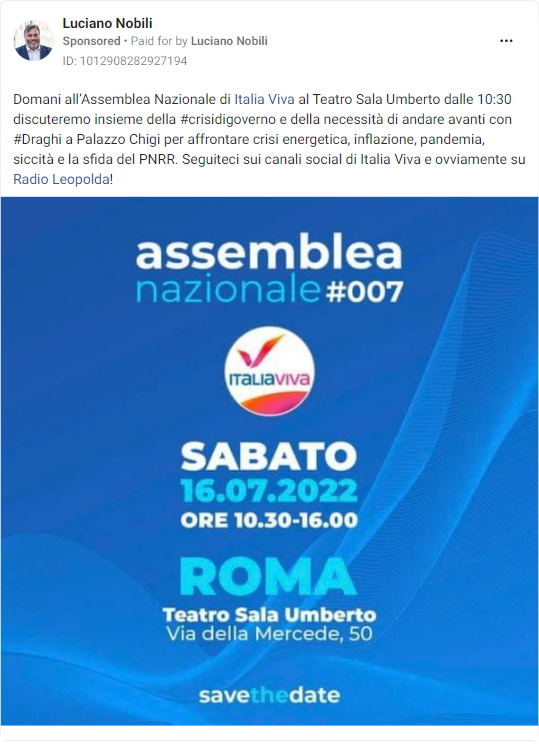 Luciano Nobili
Sponsored • Paid for by Luciano Nobili
ID: 1012908282927194
Domani all'Assemblea Nazionale di Italia Viva al Teatro Sala Umberto dalle 10:30
discuteremo insieme della #crisidigoverno e della necessità di andare avanti con
#Draghi a Palazzo Chigi per affrontare crisi energetica, inflazione, pandemia,
siccità e la sfida del PNRR. Seguiteci sui canali social di Italia Viva e ovviamente su
Radio Leopolda!
assemblea
nazionale #007
ITALIAVIVA
SABATO
16.07.2022
ORE 10.30-16.00
ROMA
Teatro Sala Umberto
Via della Mercede, 50
savethedate